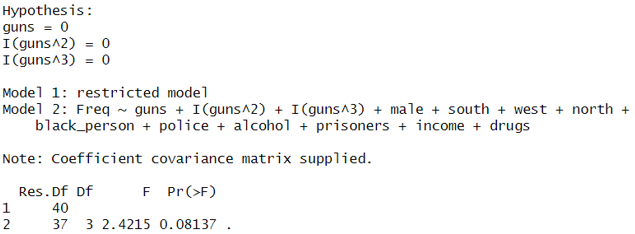 Hypothesis:
guns = 0
I(guns^2) = 0
I(guns^3) = 0
Model 1: restricted model
Model 2: Freq ~ guns + I(guns^2) + I(guns^3) + male + south + west + north +
black_person + police + alcohol + prisoners + income + drugs
Note: Coefficient covariance matrix supplied.
Res.Df Df F Pr(>F)
1 40
2 37 3 2.4215 0.08137 .